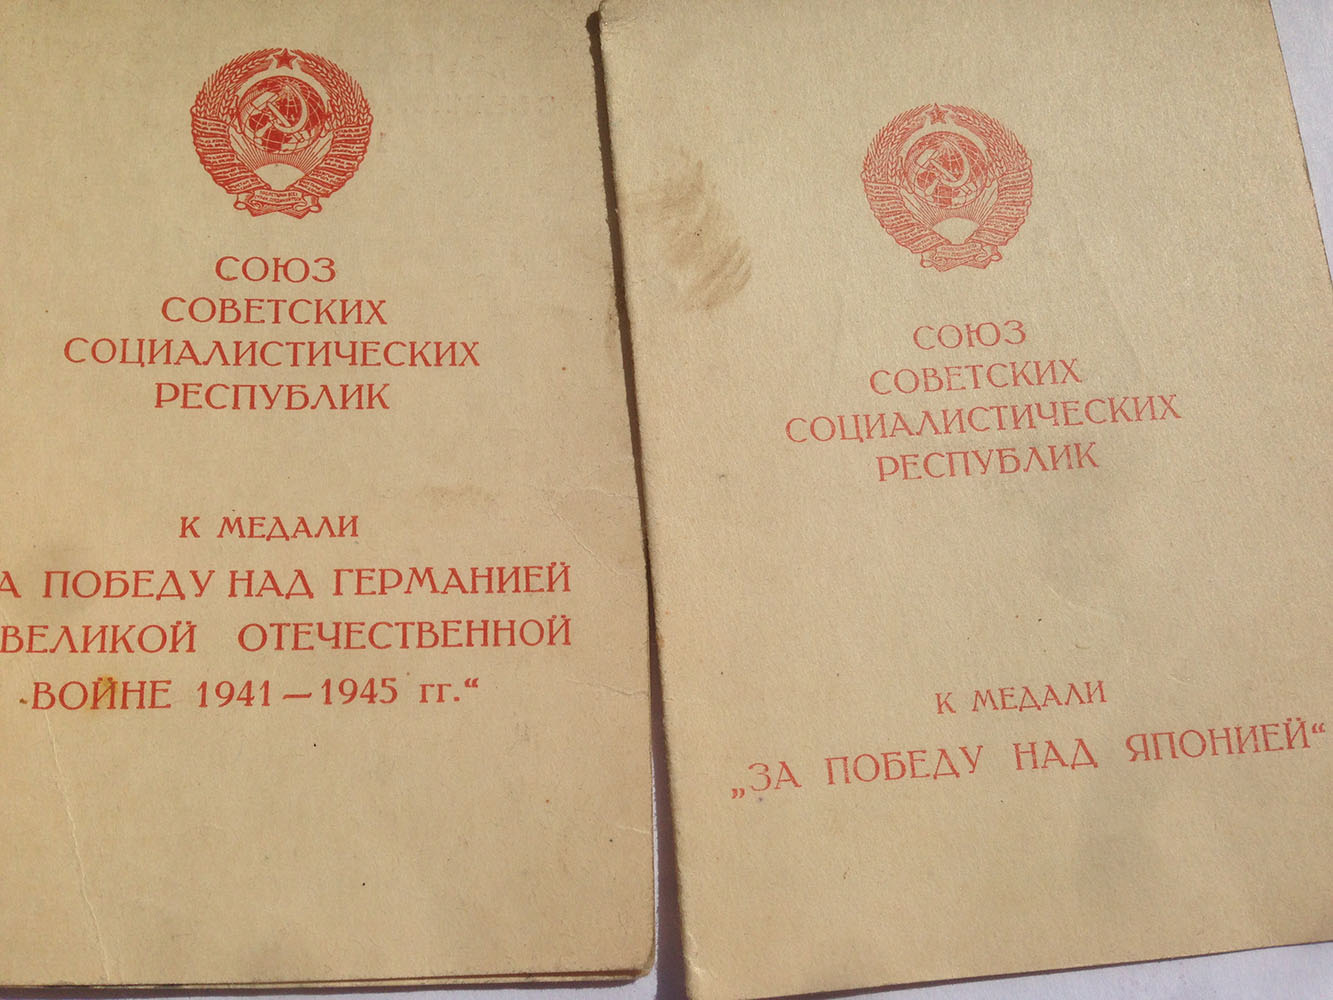 СОЮЗ
СОВЕТСКИХ
СОЦИАЛИСТИЧЕСКИХ
РЕСПУБЛИК
К МЕДАЛИ
А ПОБЕДУ НАД ГЕРМАНИЕЙ
ВЕЛИКОЙ ОТЕЧЕСТВЕННОЙ
ВОЙНЕ 1941—1945 гг.“
СОЮЗ
СОВЕТСКИХ
СОЦИАЛИСТИЧЕСКИХ
РЕСПУБЛИК
К МЕДАЛИ
„ЗА ПОБЕДУ НАД ЯПОНИЕЙ“